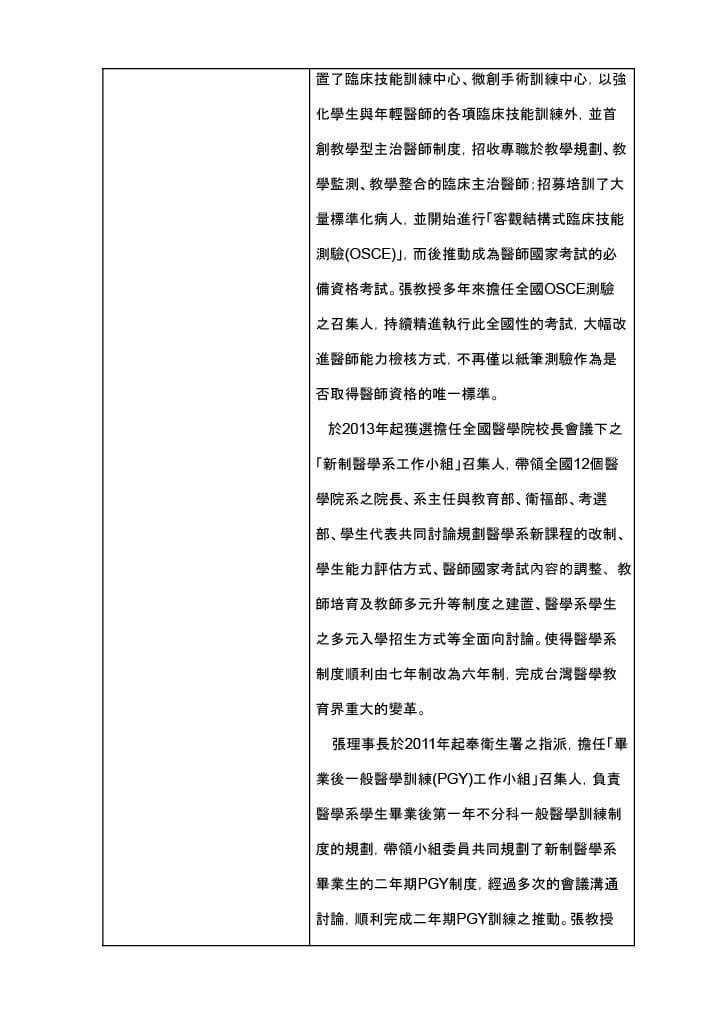 置了臨床技能訓練中心、微創手術訓練中心，以強
化學生與年輕醫師的各項臨床技能訓練外，並首
創教學型主治醫師制度，招收專職於教學規劃、教
學監測、教學整合的臨床主治醫師；招募培訓了大
量標準化病人，並開始進行「客觀結構式臨床技能
測驗(OSCE)」，而後推動成為醫師國家考試的必
備資格考試。張教授多年來擔任全國OSCE測驗
之召集人，持續精進執行此全國性的考試，大幅改
進醫師能力檢核方式，不再僅以紙筆測驗作為是
否取得醫師資格的唯一標準。
於2013年起獲選擔任全國醫學院校長會議下之
「新制醫學系工作小組」召集人，帶領全國12個醫
學院系之院長、系主任與教育部、衛福部、考選
部、學生代表共同討論規劃醫學系新課程的改制、
學生能力評估方式、醫師國家考試內容的調整、教
師培育及教師多元升等制度之建置、醫學系學生
之多元入學招生方式等全面向討論。使得醫學系
制度順利由七年制改為六年制，完成台灣醫學教
育界重大的變革。
張理事長於2011年起奉衛生署之指派，擔任「畢
業後一般醫學訓練(PGY)工作小組」召集人，負責
醫學系學生畢業後第一年不分科一般醫學訓練制
度的規劃，帶領小組委員共同規劃了新制醫學系
畢業生的二年期PGY制度，經過多次的會議溝通
討論，順利完成二年期PGY訓練之推動。張教授